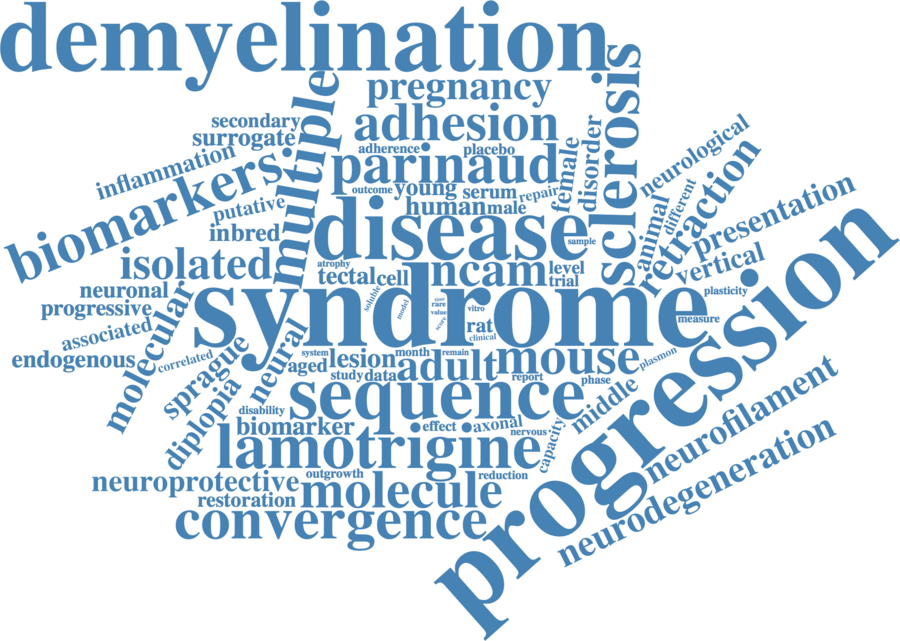 demyelination
pregnancy
secondary
surrogate
adhesion
multiple
sclerosis
adherence
placebo
inflammation
biomarkers.
parinaud
female
disorder
neurological
outcome
young
serum
repair
putative
human
male
animal
different
retraction
inbred
disease
sample
presentation
isolated
atrophy
tectal
cell
ncam
level
trial
vertical
neuronal
progressive
molecular
syndrome
soluble
model
rare
value
score
vitro
rat
clinical
plasticity
measure
progression
associated
endogenous
correlated
sprague
neural
system
aged
lesion
month
remain
study
data
adult
mouse
report
phase
plasmon
diplopia
disability
sequence
middle
biomarker
effect
axonal
nervous
capacity
lamotrigine
neurofilament
neuroprotective
outgrowth
reduction
restoration
molecule
neurodegeneration
convergence